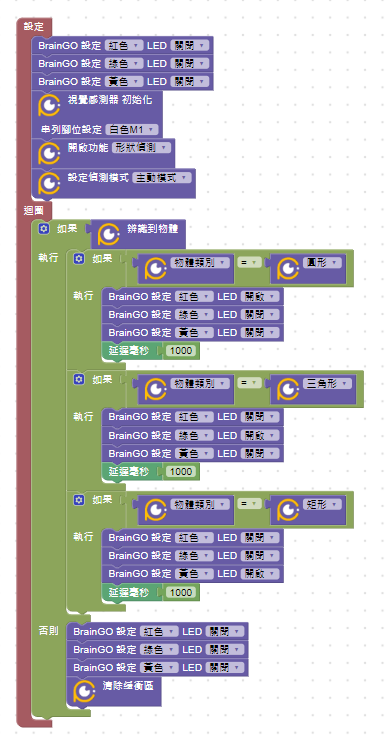 設定
BrainGO 設定 紅色 LED 關閉
BrainGO 設定 綠色 LED 關閉
BrainGO 設定 黃色 LED 關閉
視覺感測器 初始化
串列腳位設定 白色M1
開啟功能 形狀偵測
設定偵測模式 主動模式
迴圈
如果 辨識到物體
執行 如果 物體類別 = 圓形
執行 BrainGO 設定 紅色 LED 開啟
BrainGO 設定 綠色 LED 關閉
BrainGO 設定 黃色 LED 關閉
延遲毫秒 1000
如果 物體類別 = 三角形
執行 BrainGO 設定 紅色 LED 關閉
BrainGO 設定 綠色 LED 開啟
BrainGO 設定 黃色 LED 關閉
延遲毫秒 1000
如果 物體類別 = 矩形
執行 BrainGO 設定 紅色 LED 關閉
BrainGO 設定 綠色 LED 關閉
BrainGO 設定 黃色 LED 開啟
延遲毫秒 1000
否則 BrainGO 設定 紅色 LED 關閉
BrainGO 設定 綠色 LED 關閉
BrainGO 設定 黃色 LED 關閉
清除緩衝區